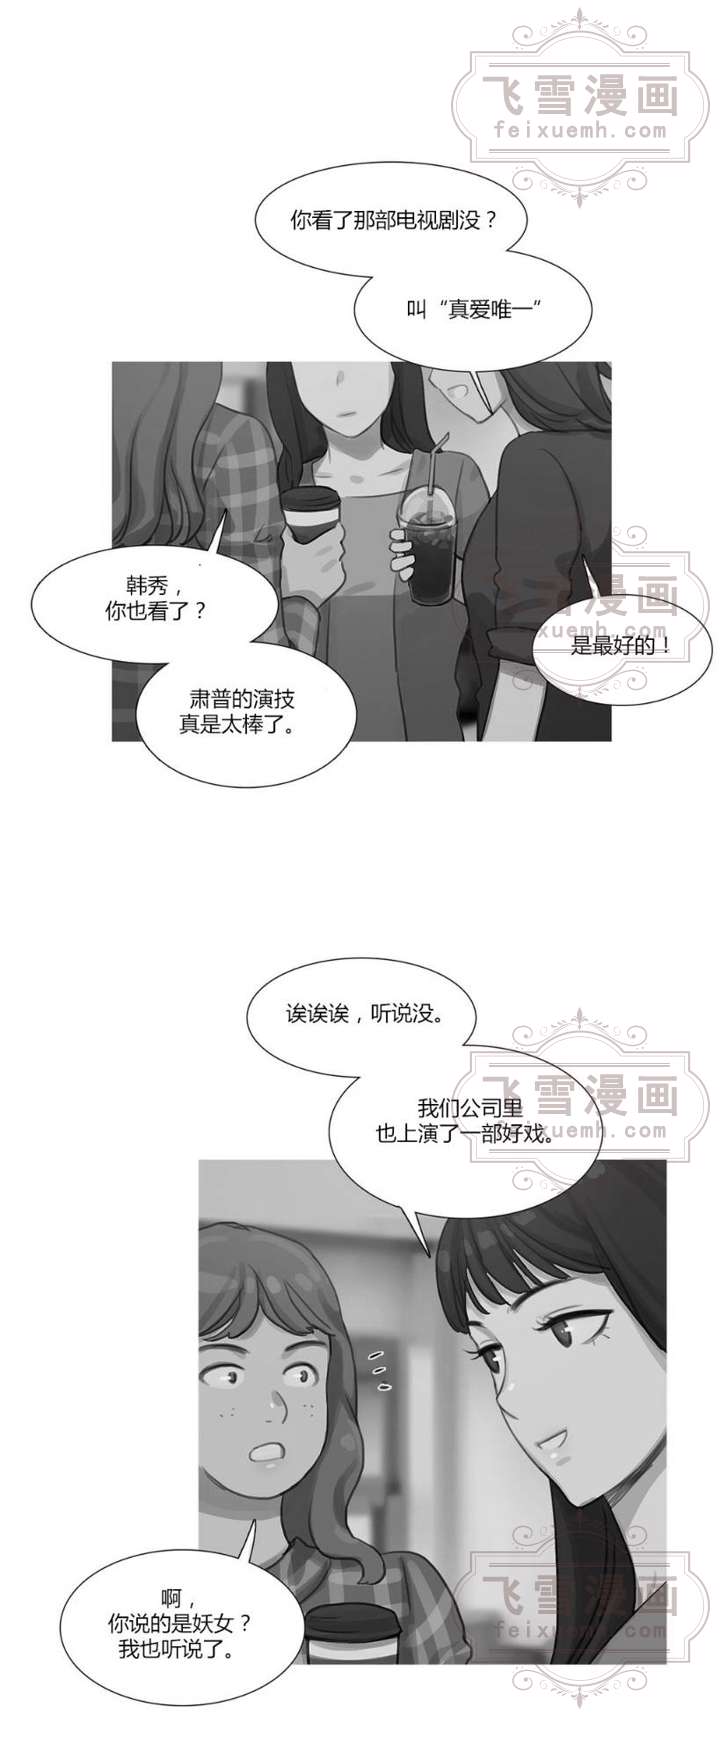 飞雪漫画
feixuemh.com
你看了那部电视剧没？
叫“真爱唯一”
韩秀，
你也看了？
飞雪漫画
feixuemh.com
是最好的！
肃普的演技
真是太棒了。
诶诶诶，听说没。
飞雪漫画
feixuemh.com
我们公司里
也上演了一部好戏。
啊，
你说的是妖女？
我也听说了。
飞雪漫画
feixuemh.com